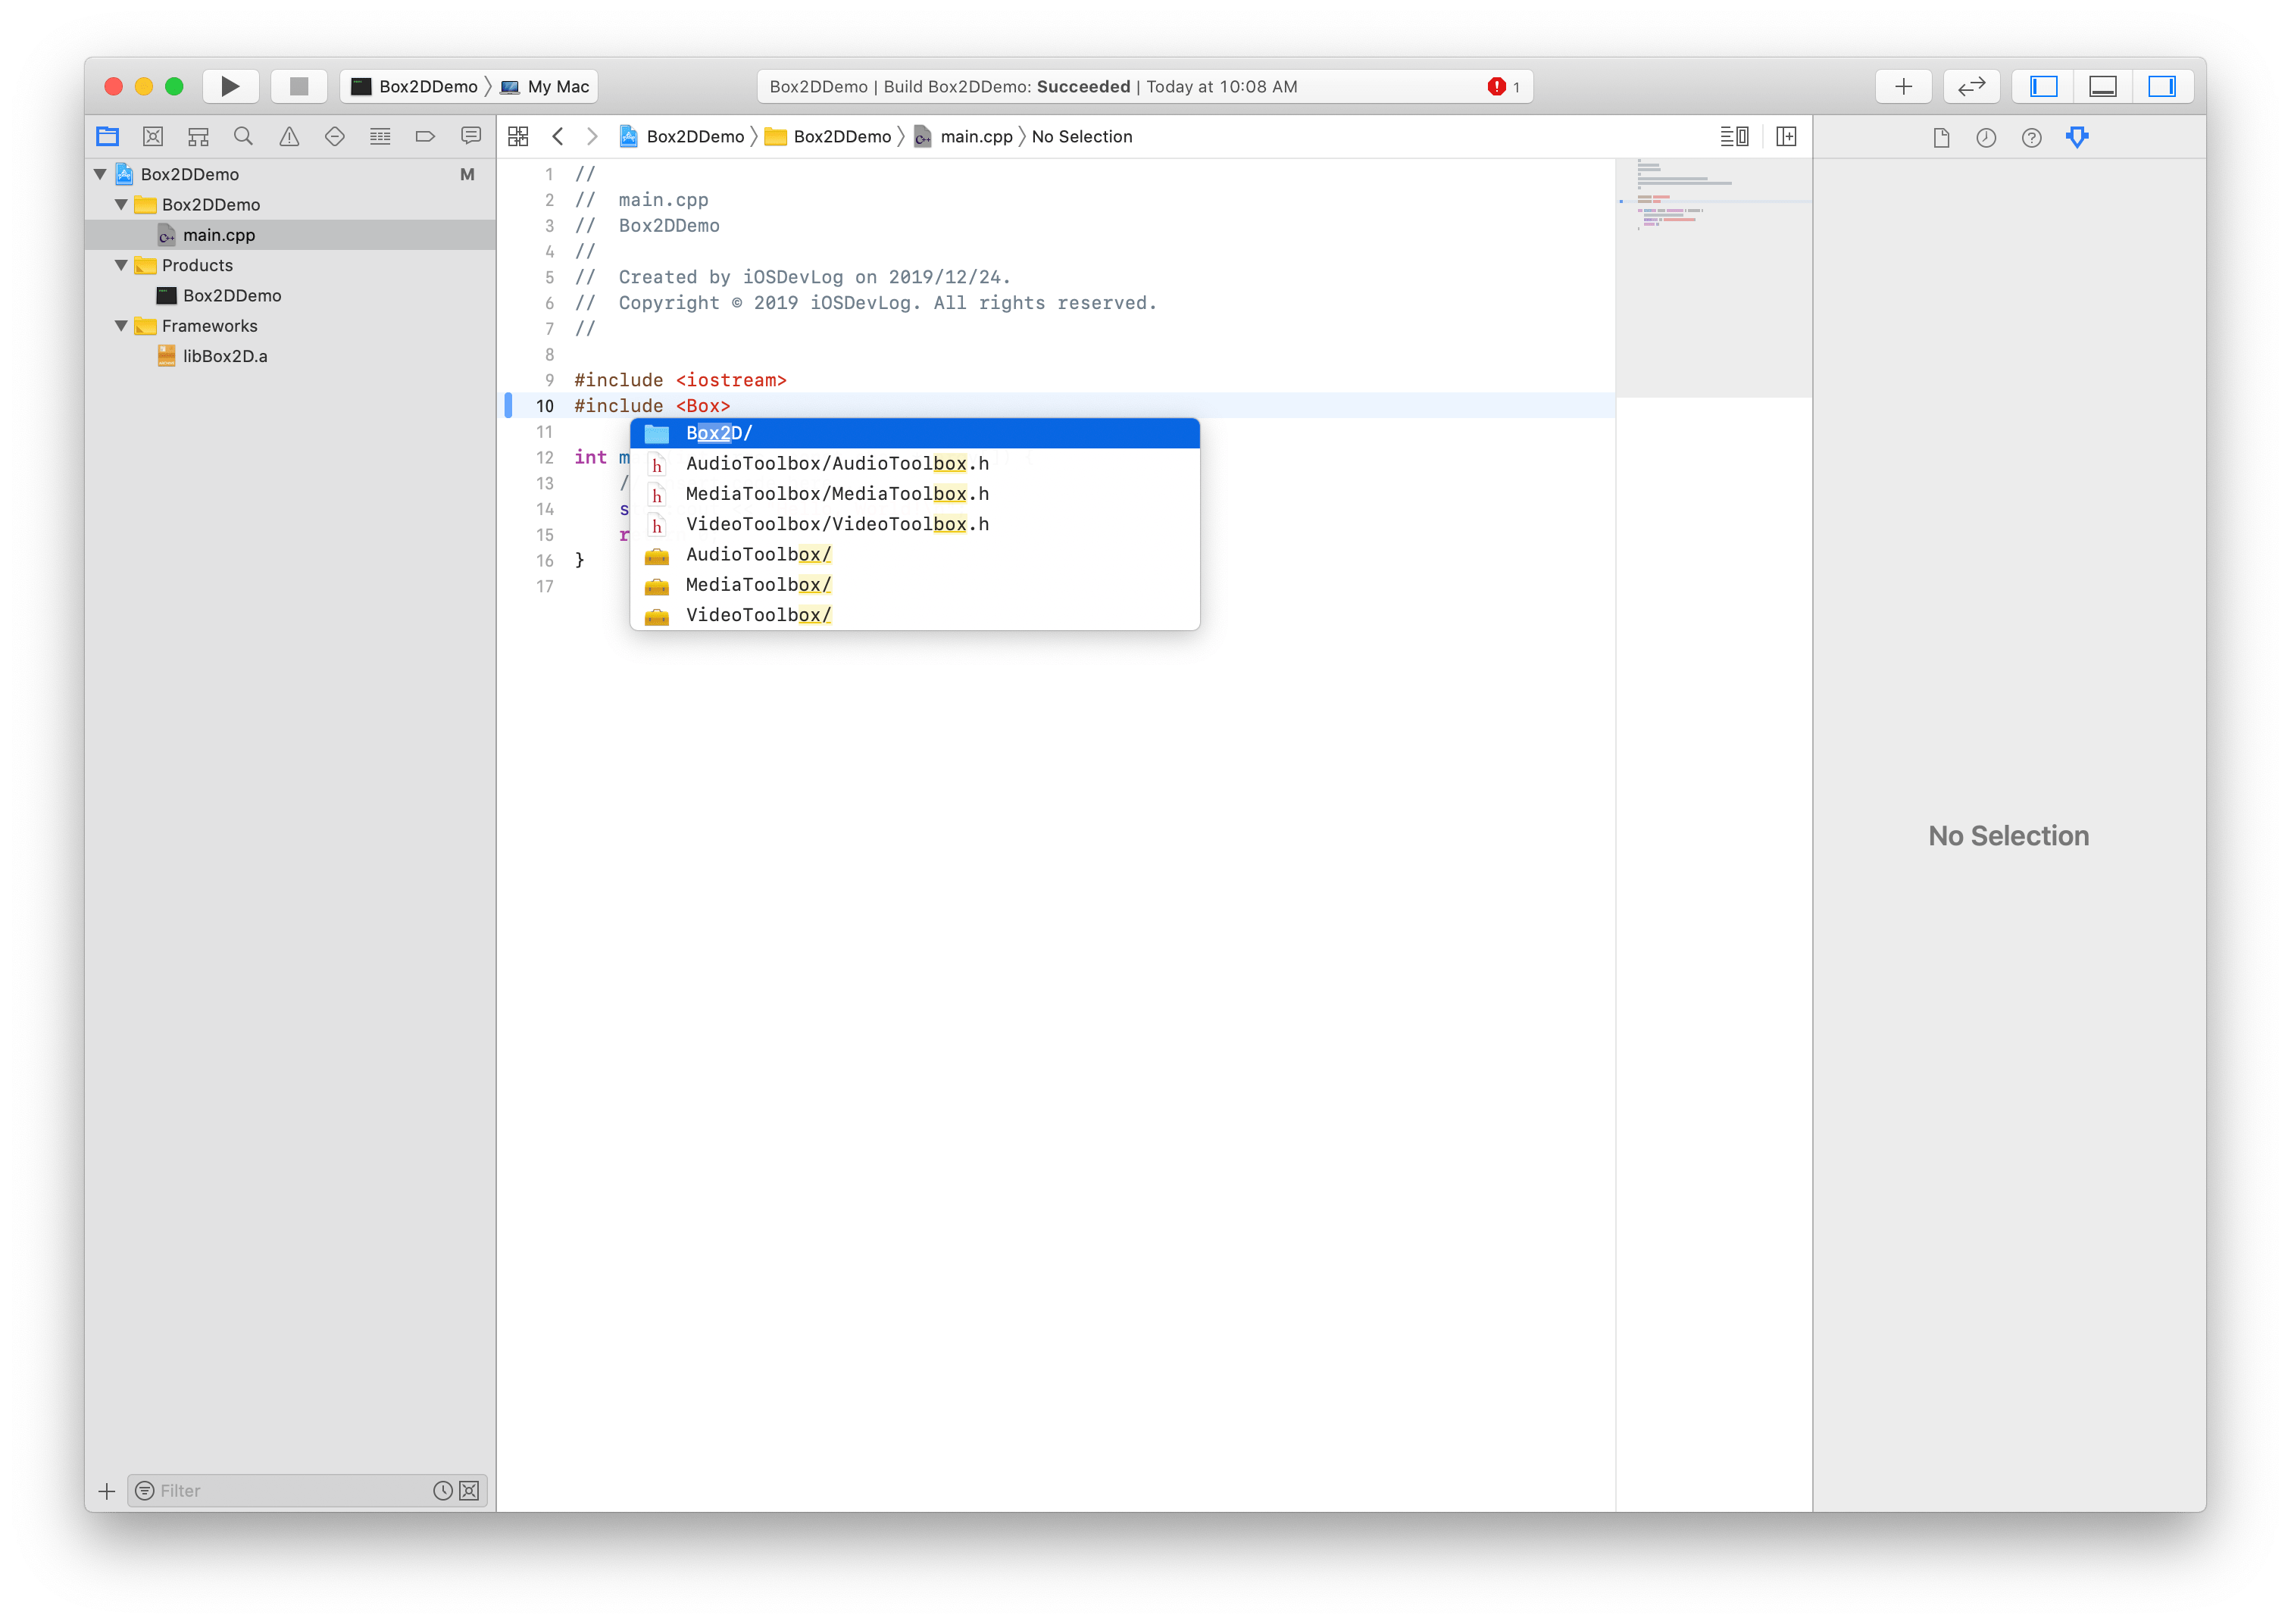 Box2DDemo My Mac
Box2DDemo | Build Box2DDemo: Succeeded | Today at 10:08 AM
1
Box2DDemo Box2DDemo main.cpp No Selection
Box2DDemo M
Box2DDemo
main.cpp
Products
Box2DDemo
Frameworks
libBox2D.a
Filter
1 //
2 // main.cpp
3 // Box2DDemo
4 //
5 // Created by iOSDevLog on 2019/12/24.
6 // Copyright © 2019 iOSDevLog. All rights reserved.
7 //
8
9 #include <iostream>
10 #include <Box>
11
12 int m
13 /
14 s
15 r
16 }
17
Box2D/
h AudioToolbox/AudioToolbox.h
h MediaToolbox/MediaToolbox.h
h VideoToolbox/VideoToolbox.h
AudioToolbox/
MediaToolbox/
VideoToolbox/
No Selection